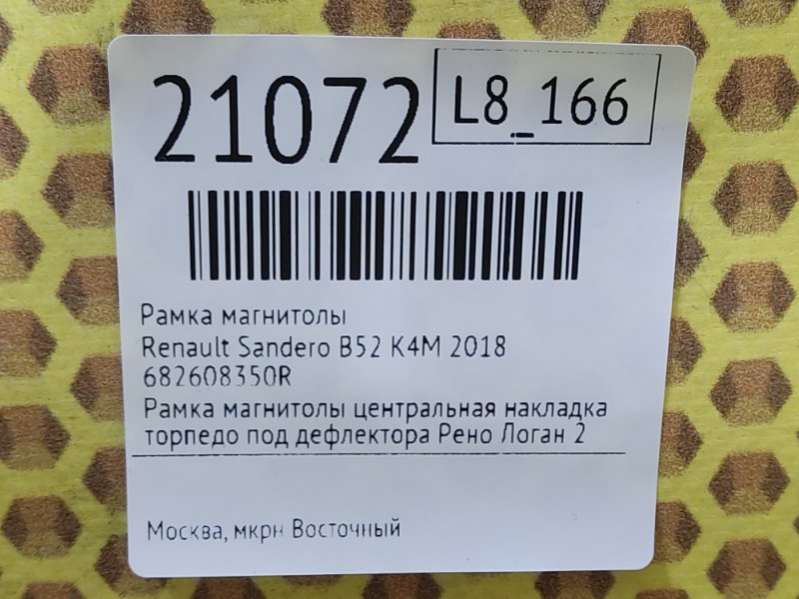 21072
L8_166
Рамка магнитолы
Renault Sandero B52 K4M 2018
682608350R
Рамка магнитолы центральная накладка
торпедо под дефлектора Рено Логан 2
Москва, мкрн Восточный